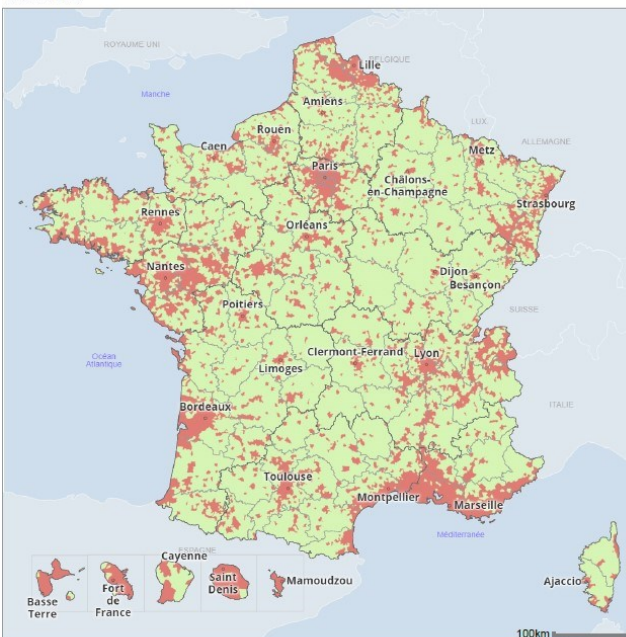 ROYAUME UNI
BELGIQUE
Lille
Manche
Amiens
LUX.
Rouen
ALLEMAGNE
Caen
Metz
Paris
Châlons-
en-Champagne
Strasbourg
Rennes
Orléans
Nantes
Dijon
Besançon
Poitiers
SUISSE
Océan
Atlantique
Clermont-Ferrand
Lyon
Limoges
ITALIE
Bordeaux
Toulouse
Montpellier
Marseille
Méditerranée
ESPAGNE
Cayenne
Saint
Denis
Mamoudzou
Ajaccio
Fort
de
France
Basse
Terre
100km